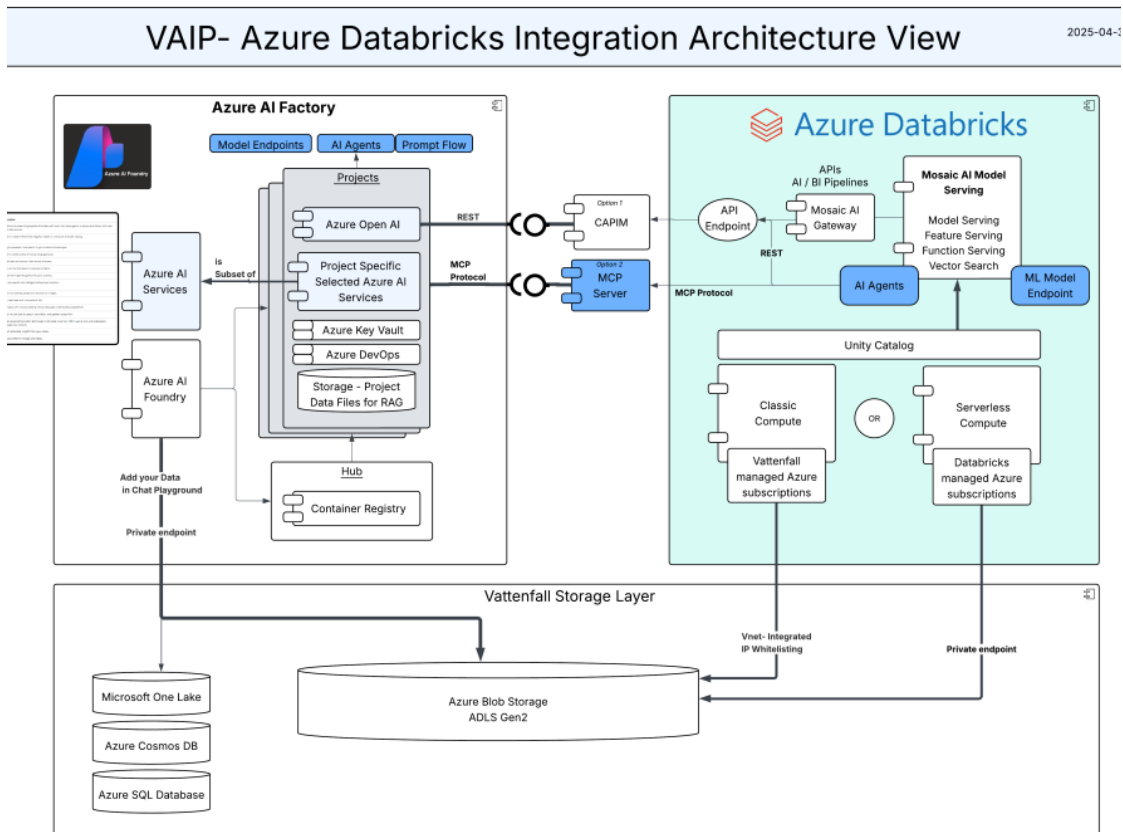 VAIP- Azure Databricks Integration Architecture View
2025-04-3
Azure AI Factory
Azure AI Foundry
Model Endpoints
AI Agents
Prompt Flow
Projects
Azure Open AI
Project Specific
Selected Azure AI
Services
Azure Key Vault
Azure DevOps
Storage - Project
Data Files for RAG
is
Subset of
Azure AI
Services
Azure AI
Foundry
Hub
Container Registry
Add your Data
in Chat Playground
Private endpoint
REST
MCP
Protocol
Option 1
CAPIM
Option 2
MCP
Server
Azure Databricks
APIs
AI / BI Pipelines
API
Endpoint
Mosaic AI
Gateway
REST
MCP Protocol
Mosaic AI Model
Serving
Model Serving
Feature Serving
Function Serving
Vector Search
AI Agents
ML Model
Endpoint
Unity Catalog
Classic
Compute
OR
Serverless
Compute
Vattenfall
managed Azure
subscriptions
Databricks
managed Azure
subscriptions
Vattenfall Storage Layer
Vnet- Integrated
IP Whitelisting
Private endpoint
Microsoft One Lake
Azure Cosmos DB
Azure SQL Database
Azure Blob Storage
ADLS Gen2